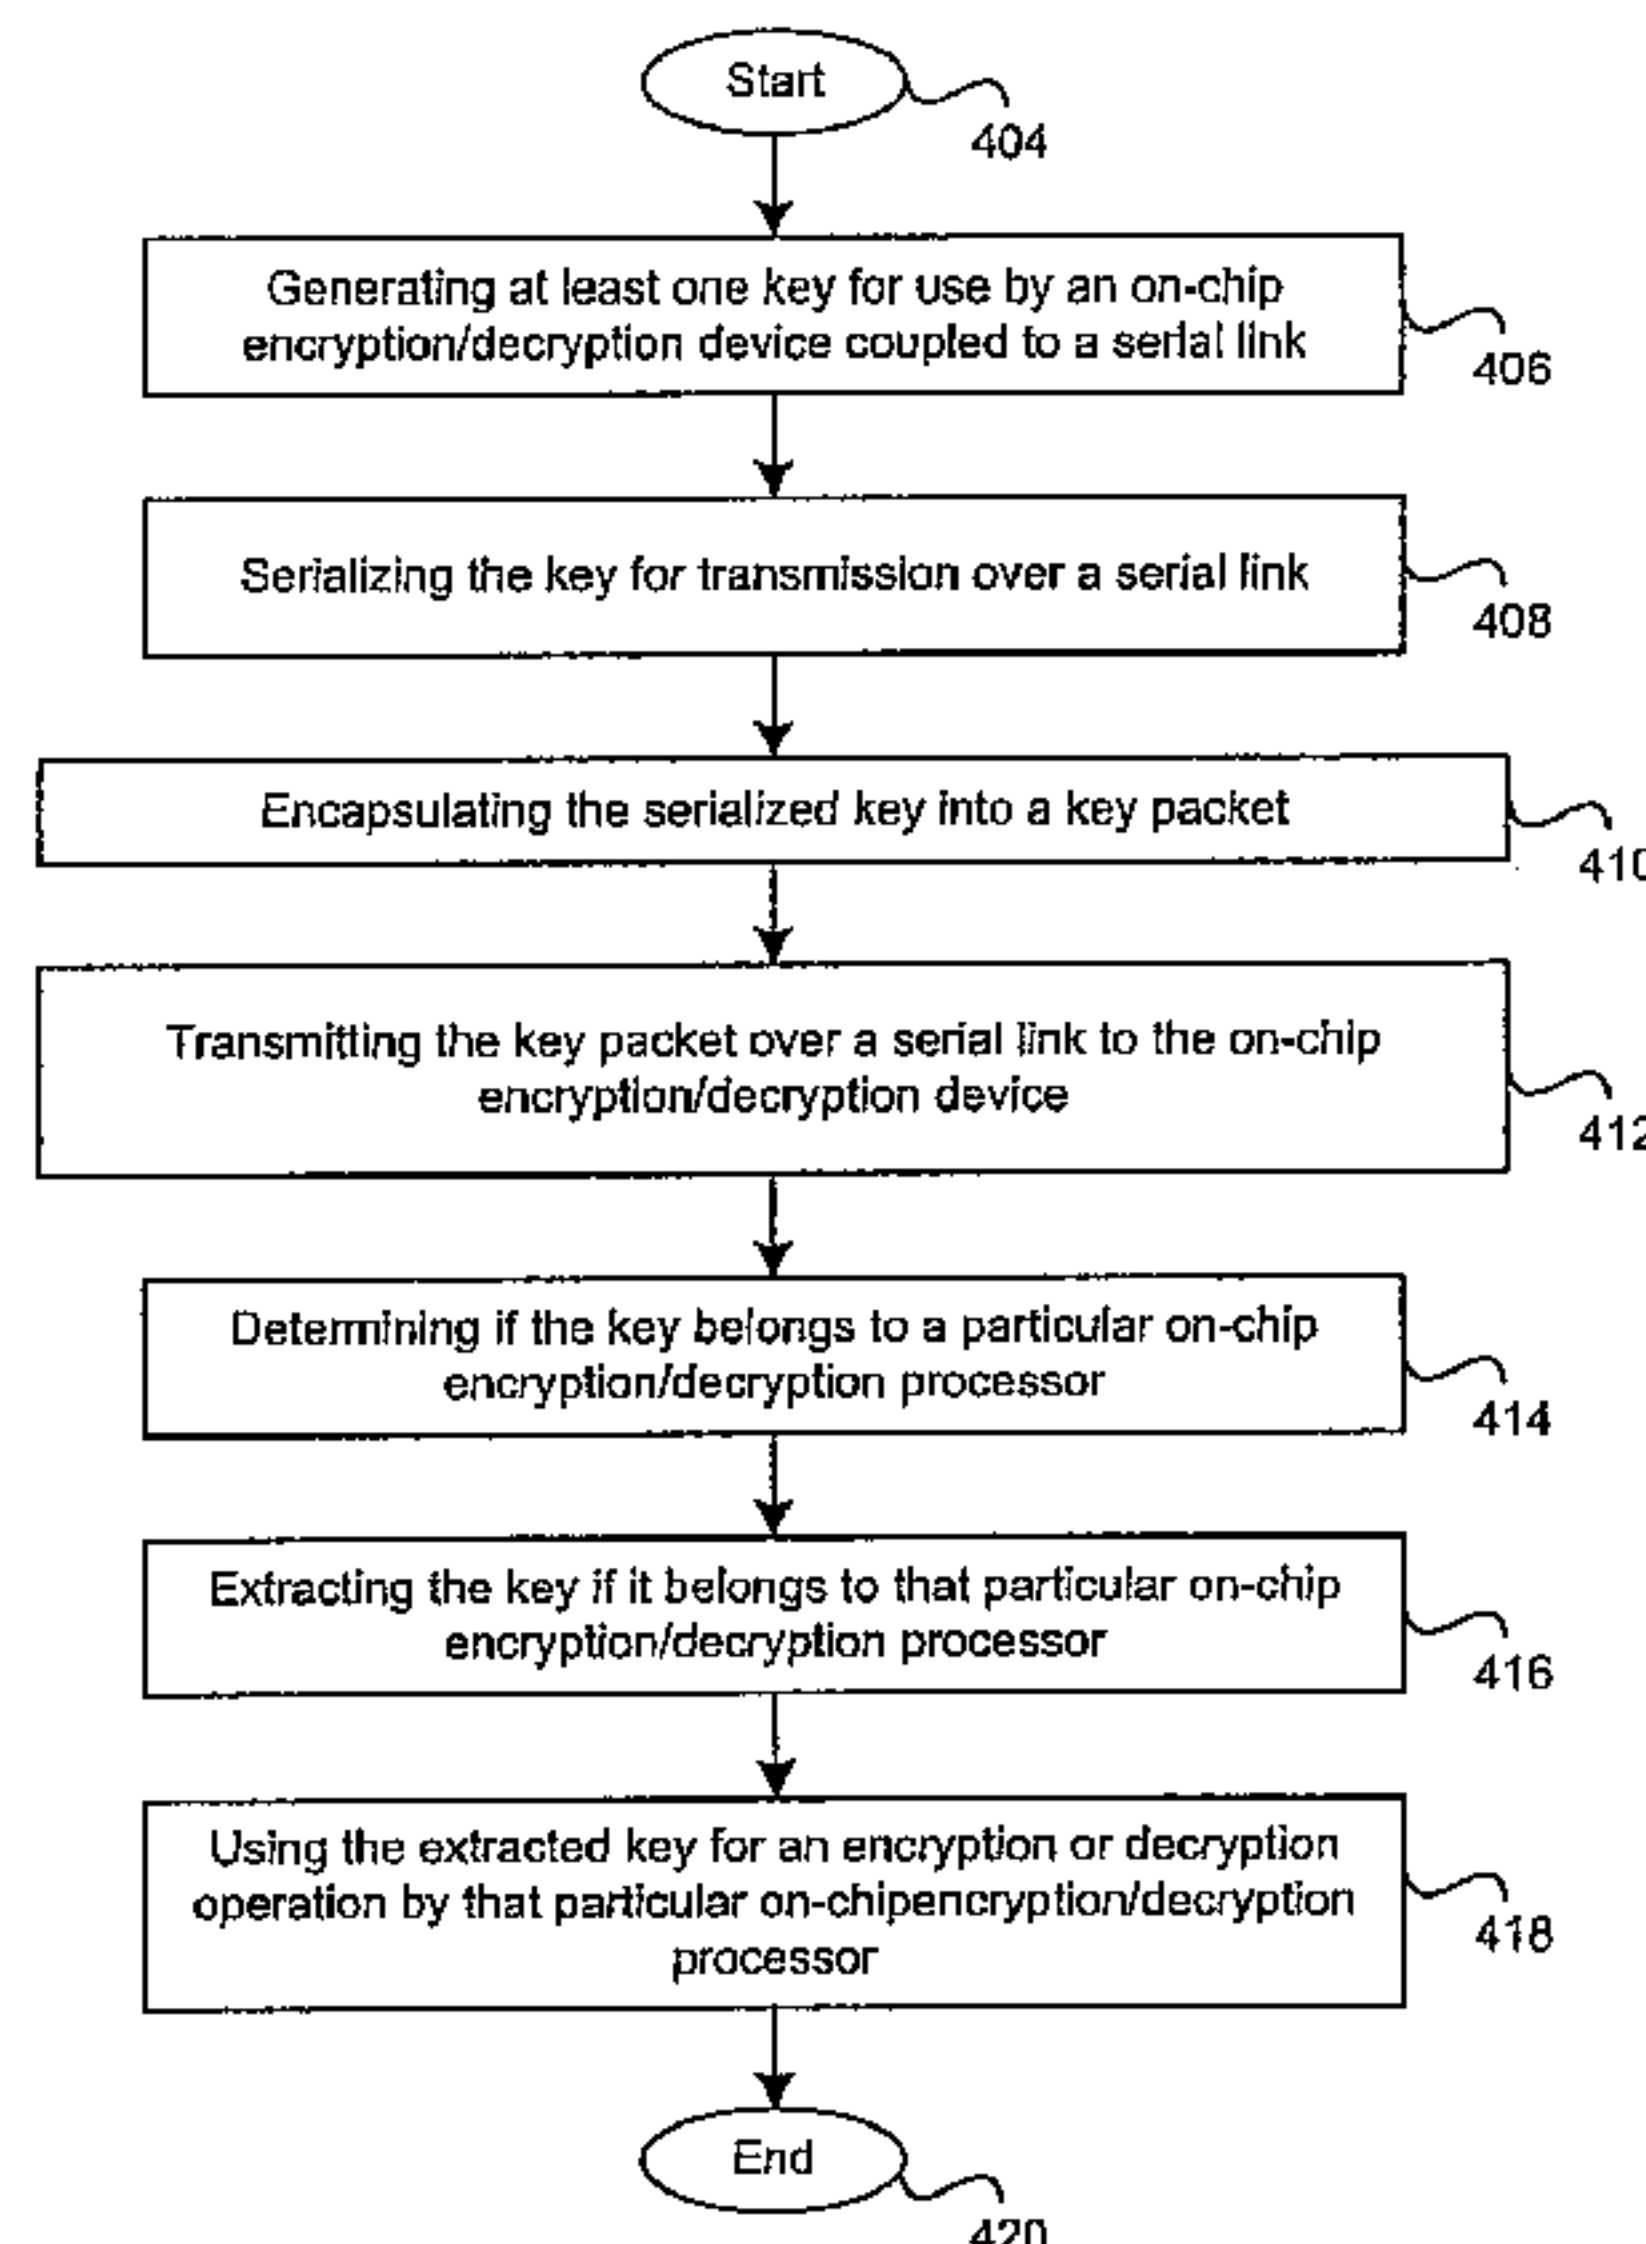 Start
404
Generating at least one key for use by an on-chip
encryption/decryption device coupled to a serial link
406
Serializing the key for transmission over a serial link
408
Encapsulating the serialized key into a key packet
410
Transmitting the key packet over a serial link to the on-chip
encryption/decryption device
412
Determining if the key belongs to a particular on-chip
encryption/decryption processor
414
Extracting the key if it belongs to that particular on-chip
encryption/decryption processor
416
Using the extracted key for an encryption or decryption
operation by that particular on-chipencryption/decryption
processor
418
End
420